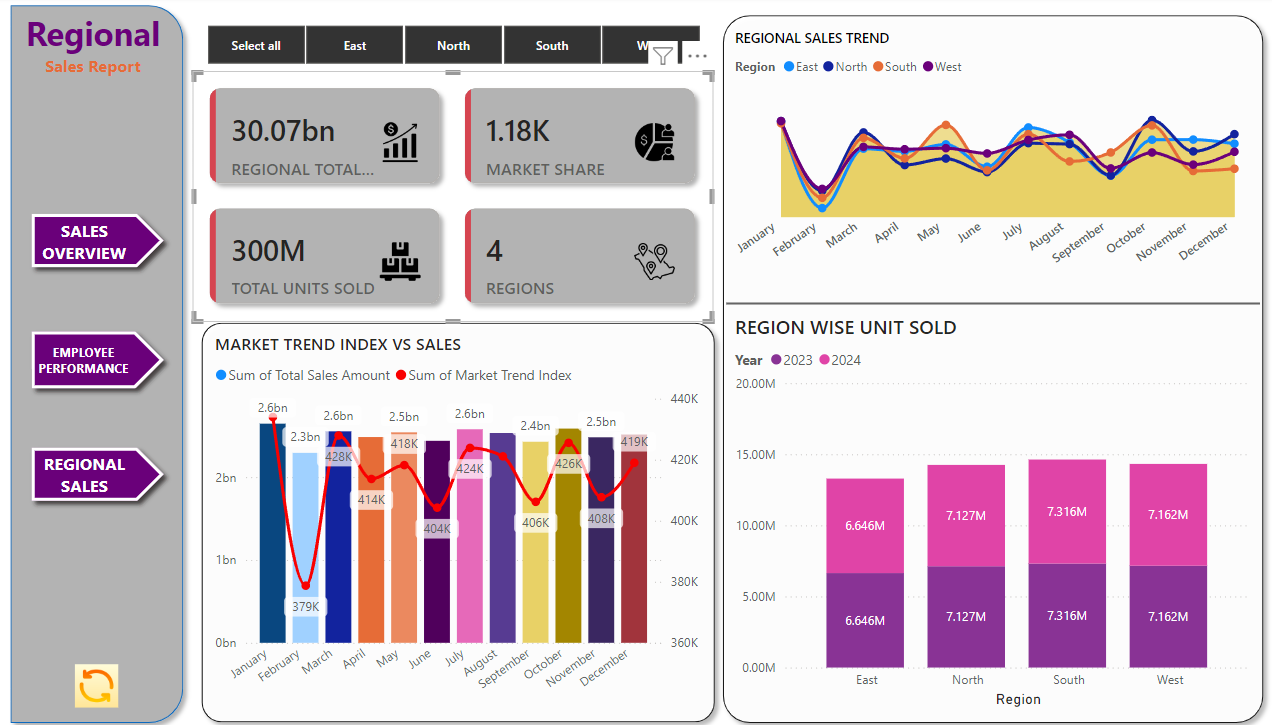 Regional
Sales Report
SALES
OVERVIEW
EMPLOYEE
PERFORMANCE
REGIONAL
SALES
Select all East North South
30.07bn
REGIONAL TOTAL...
1.18K
MARKET SHARE
300M
TOTAL UNITS SOLD
4
REGIONS
MARKET TREND INDEX VS SALES
Sum of Total Sales Amount Sum of Market Trend Index
2bn
1bn
0bn
2.6bn 2.3bn 2.6bn 2.5bn 2.6bn 2.4bn 2.5bn
379K 428K 414K 418K 404K 424K 406K 426K 408K 419K
440K
420K
400K
380K
360K
January February March April May June July August September October November December
REGIONAL SALES TREND
Region East North South West
January February March April May June July August September October November December
REGION WISE UNIT SOLD
Year 2023 2024
20.00M
15.00M
10.00M
5.00M
0.00M
6.646M 7.127M 7.316M 7.162M
6.646M 7.127M 7.316M 7.162M
East North South West
Region